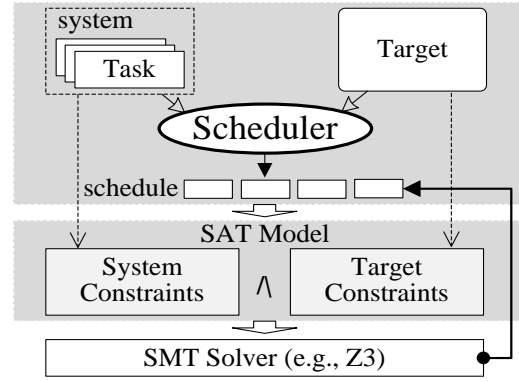 system
Task
Target
Scheduler
schedule
SAT Model
System
Constraints
∧
Target
Constraints
SMT Solver (e.g., Z3)